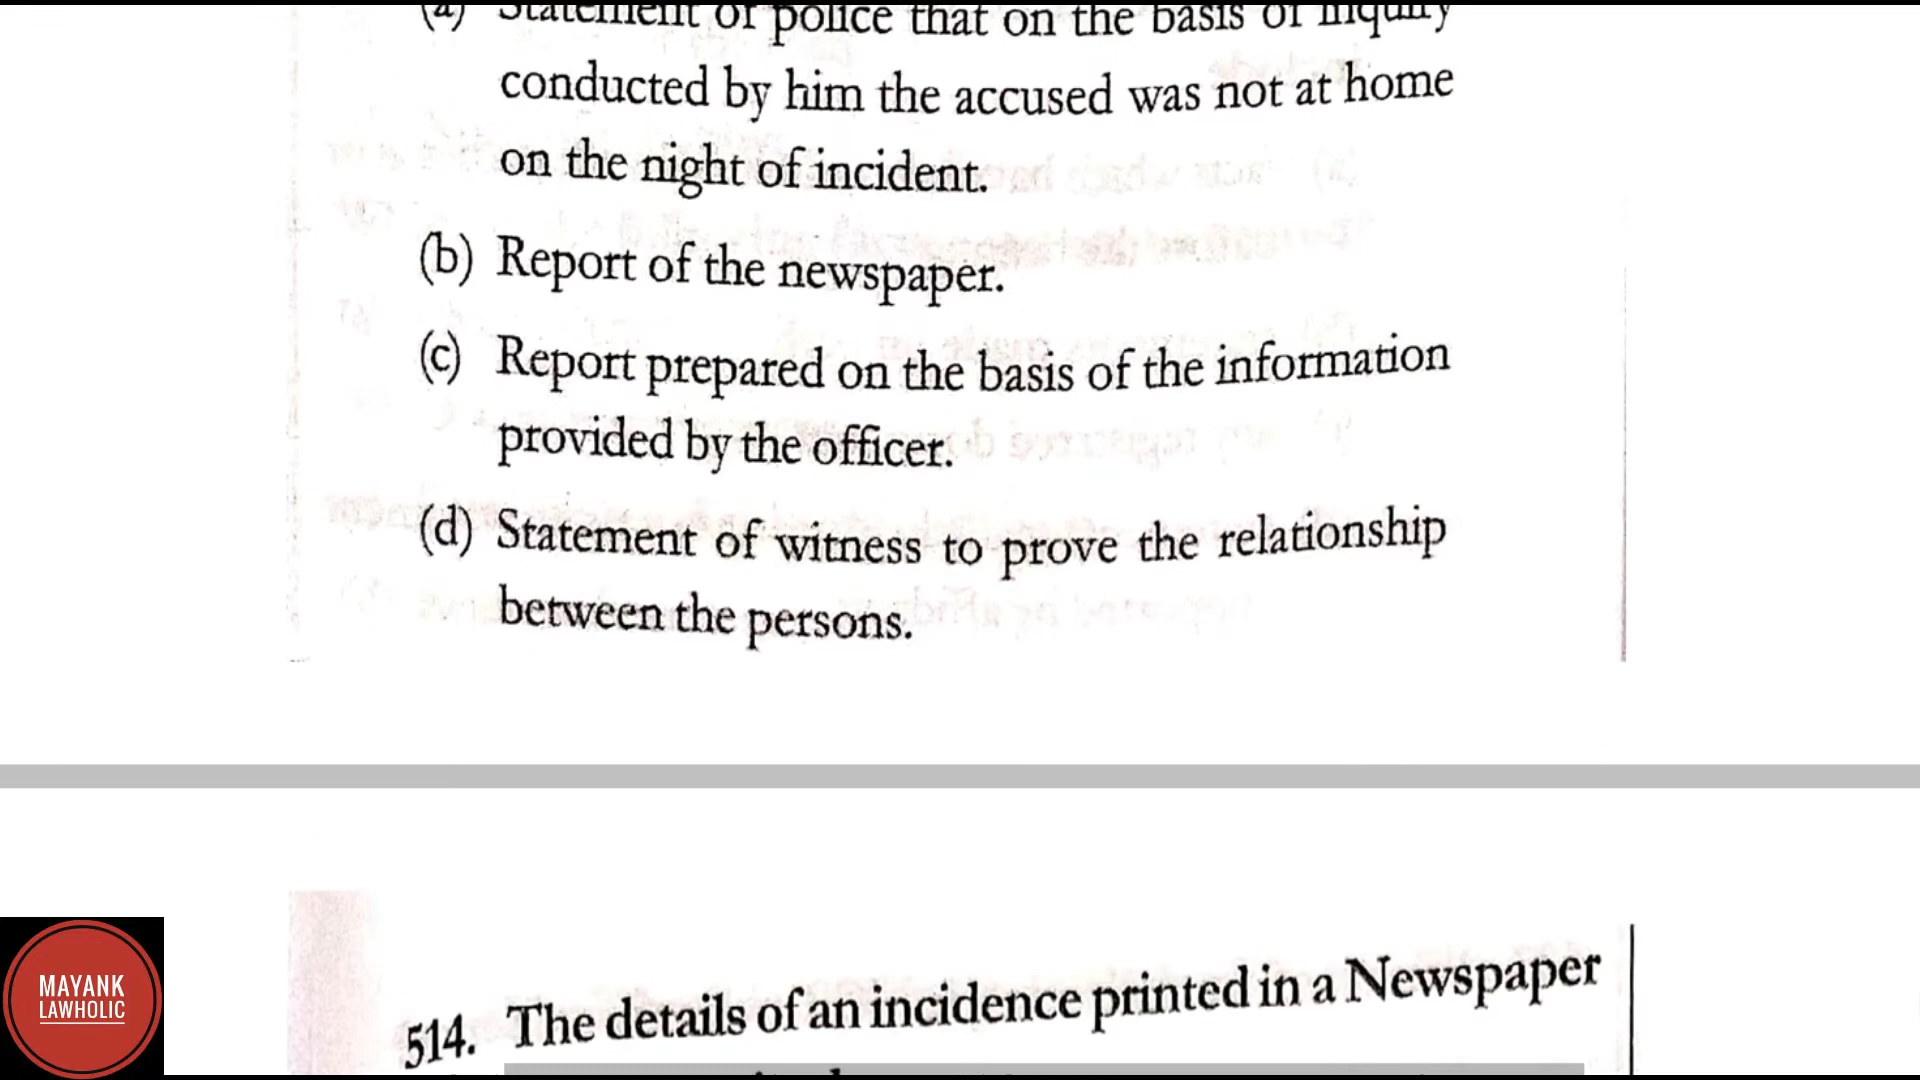 (a) Statement of police that on the basis of inquiry
conducted by him the accused was not at home
on the night of incident.
(b) Report of the newspaper.
(c) Report prepared on the basis of the information
provided by the officer.
(d) Statement of witness to prove the relationship
between the persons.
514. The details of an incidence printed in a Newspaper
MAYANK
LAWHOLIC